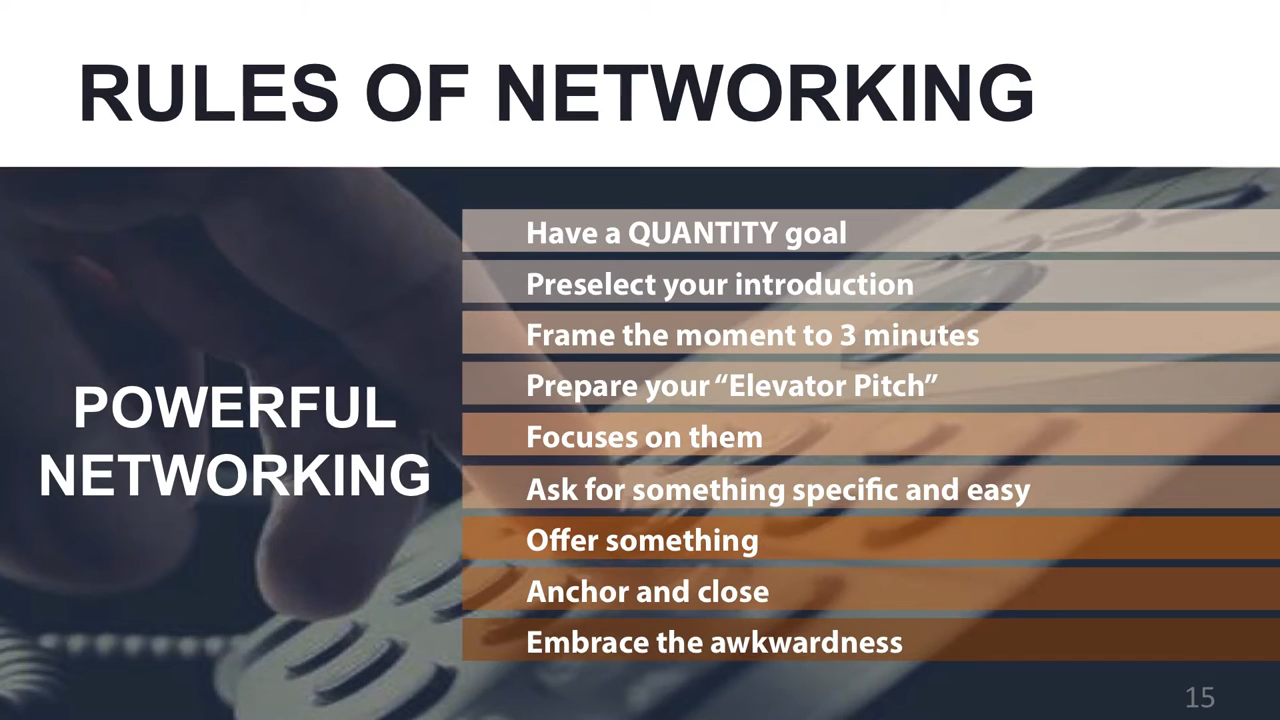 RULES OF NETWORKING
POWERFUL
NETWORKING
Have a QUANTITY goal
Preselect your introduction
Frame the moment to 3 minutes
Prepare your “Elevator Pitch”
Focuses on them
Ask for something specific and easy
Offer something
Anchor and close
Embrace the awkwardness
15